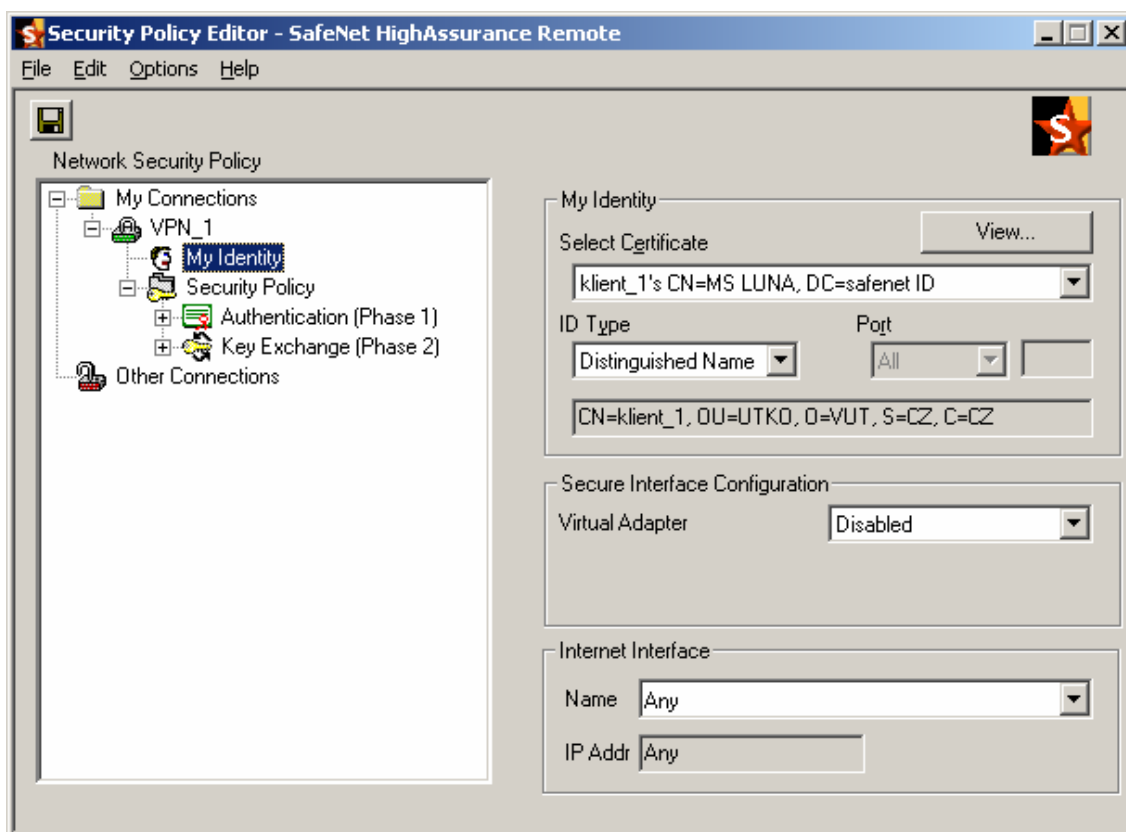 Security Policy Editor - SafeNet HighAssurance Remote
File Edit Options Help
S
Network Security Policy
My Connections
VPN_1
My Identity
Security Policy
Authentication (Phase 1)
Key Exchange (Phase 2)
Other Connections
My Identity
View...
Select Certificate
klient_1's CN=MS LUNA, DC=safenet ID
ID Type Port
Distinguished Name All
CN=klient_1, OU=UTKO, O=VUT, S=CZ, C=CZ
Secure Interface Configuration
Virtual Adapter Disabled
Internet Interface
Name Any
IP Addr Any